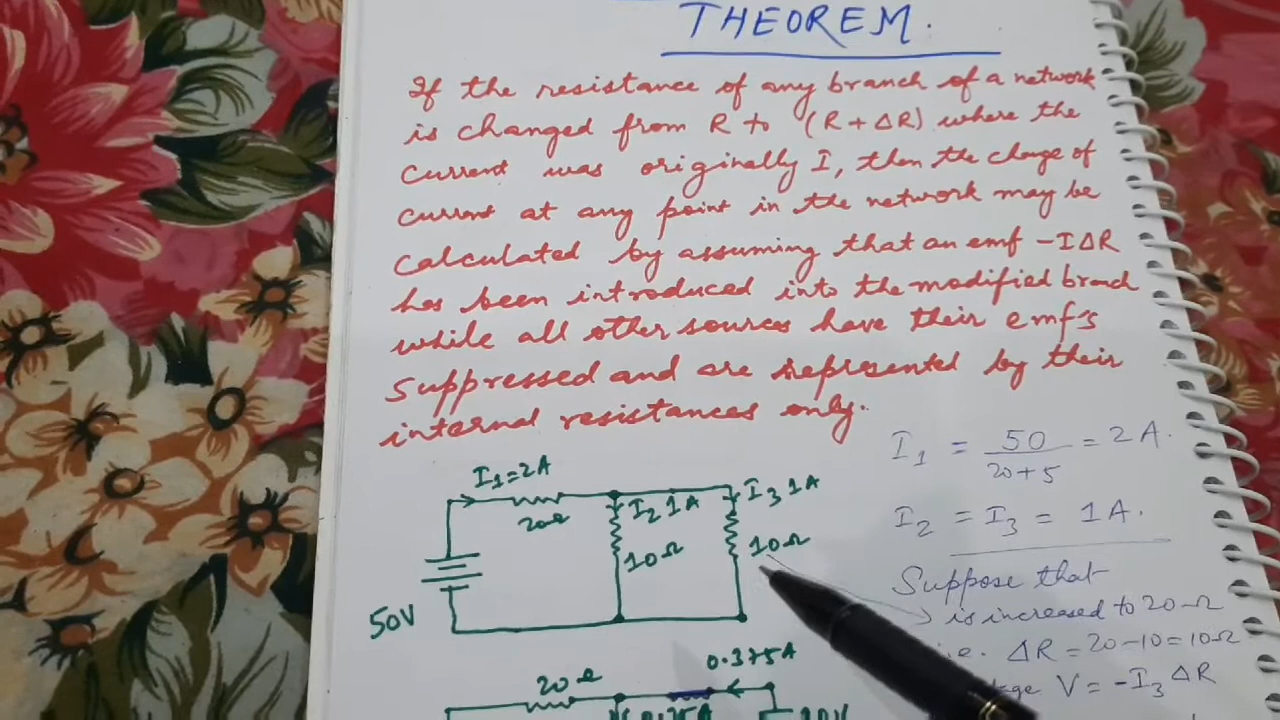 THEOREM.
If the resistance of any branch of a network
is changed from R to (R + ΔR) where the
current was originally I, then the change of
current at any point in the network may be
calculated by assuming that an emf -IΔR
has been introduced into the modified branch
while all other sources have their emf's
suppressed and are represented by their
internal resistances only.
I₁ = 50 / 20+5 = 2 A.
I₂ = I₃ = 1A.
I₁=2A
20Ω
I₂ 1A
10Ω
I₃ 1A
10Ω
50V
Suppose that
is increased to 20Ω
i.e. ΔR = 20-10=10Ω
V = -I₃ΔR
0.375A
20Ω